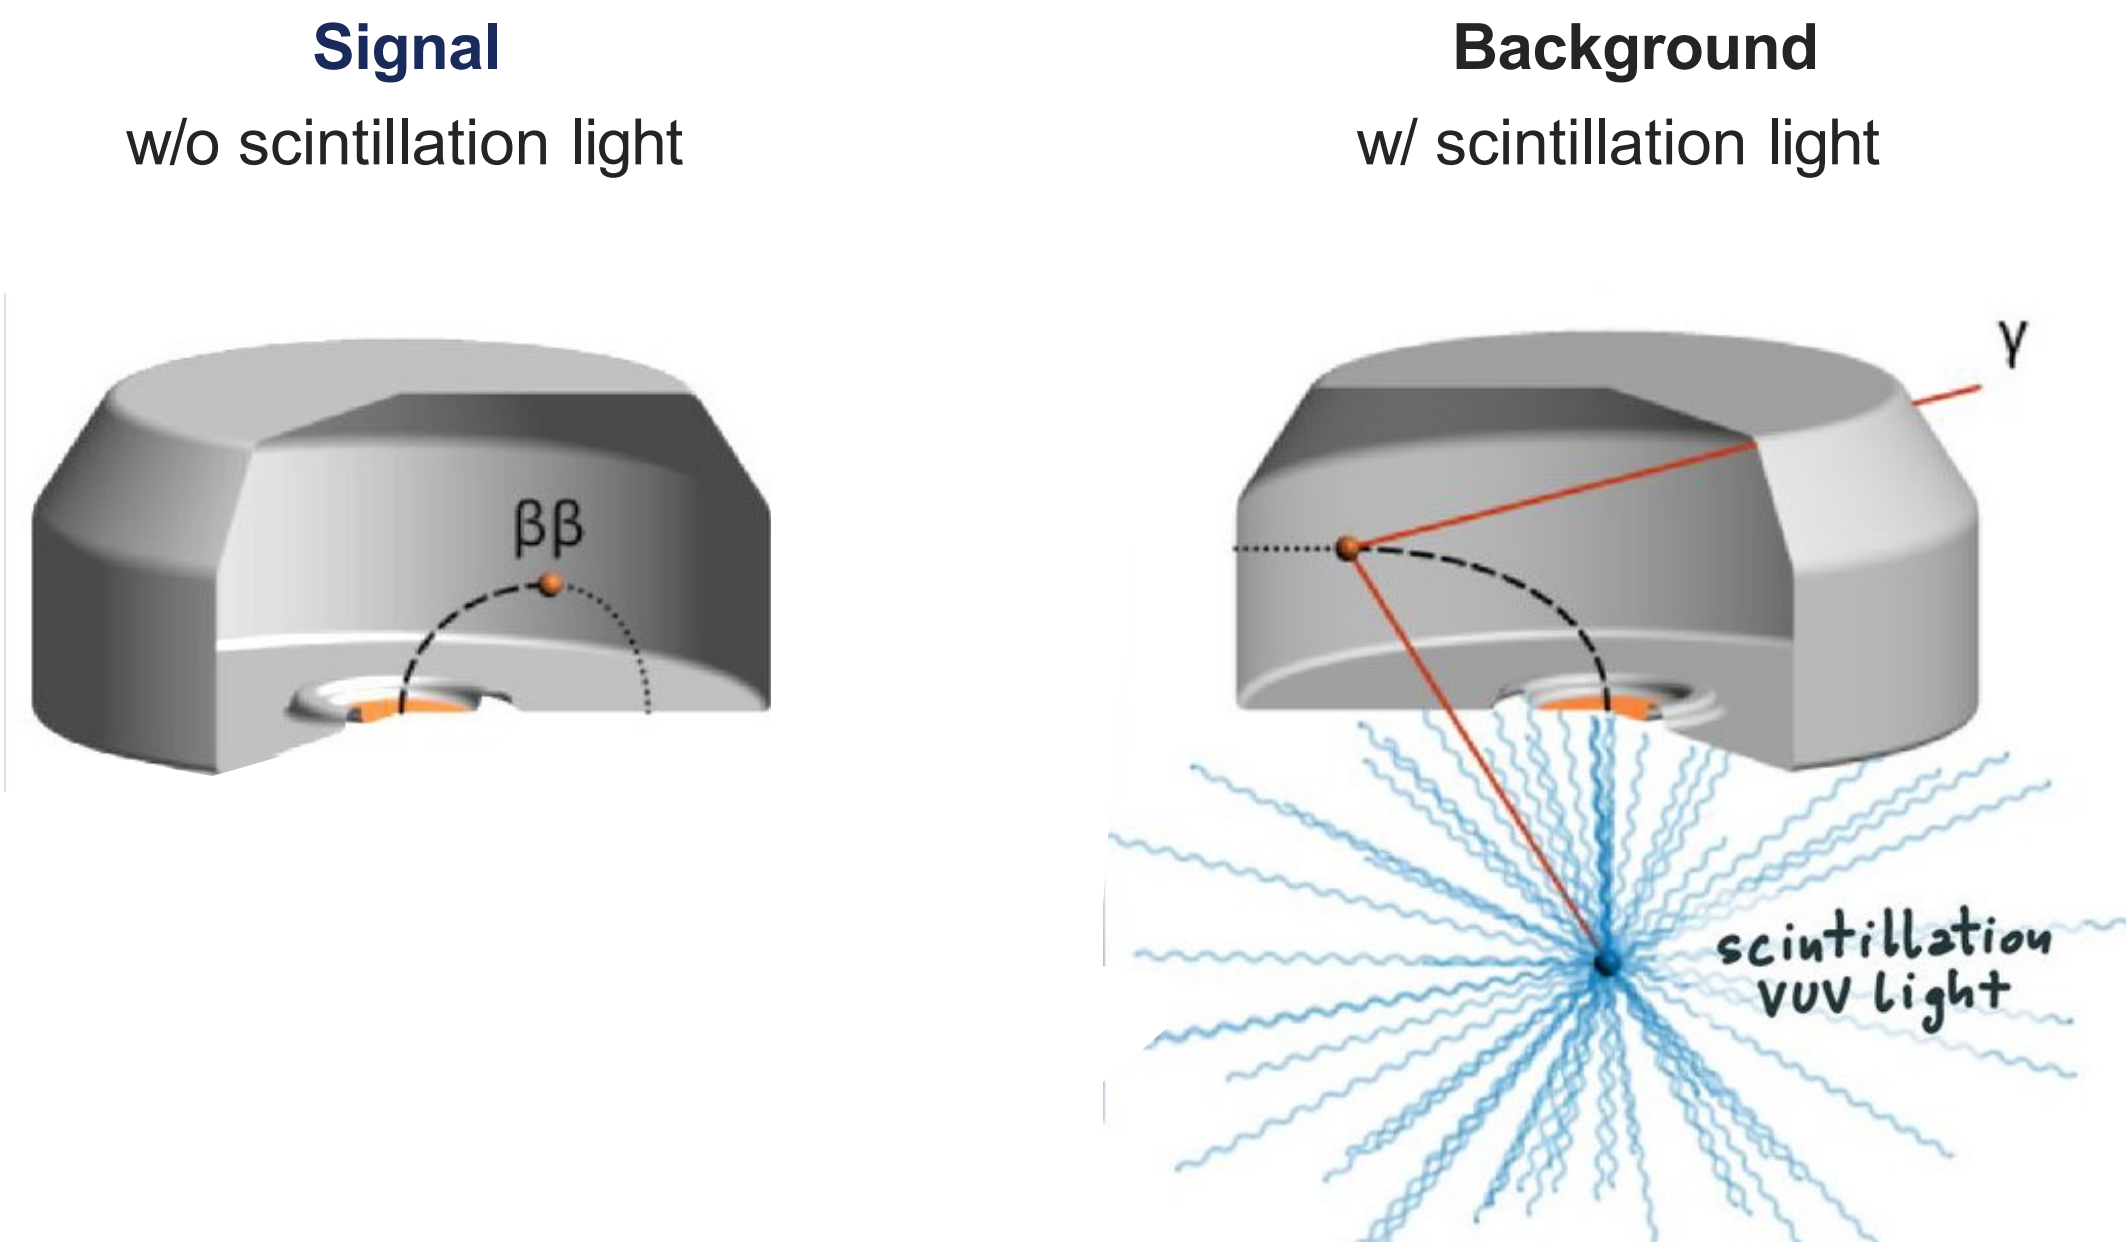 Signal
w/o scintillation light
Background
w/ scintillation light
ββ
γ
scintillation
VUV light